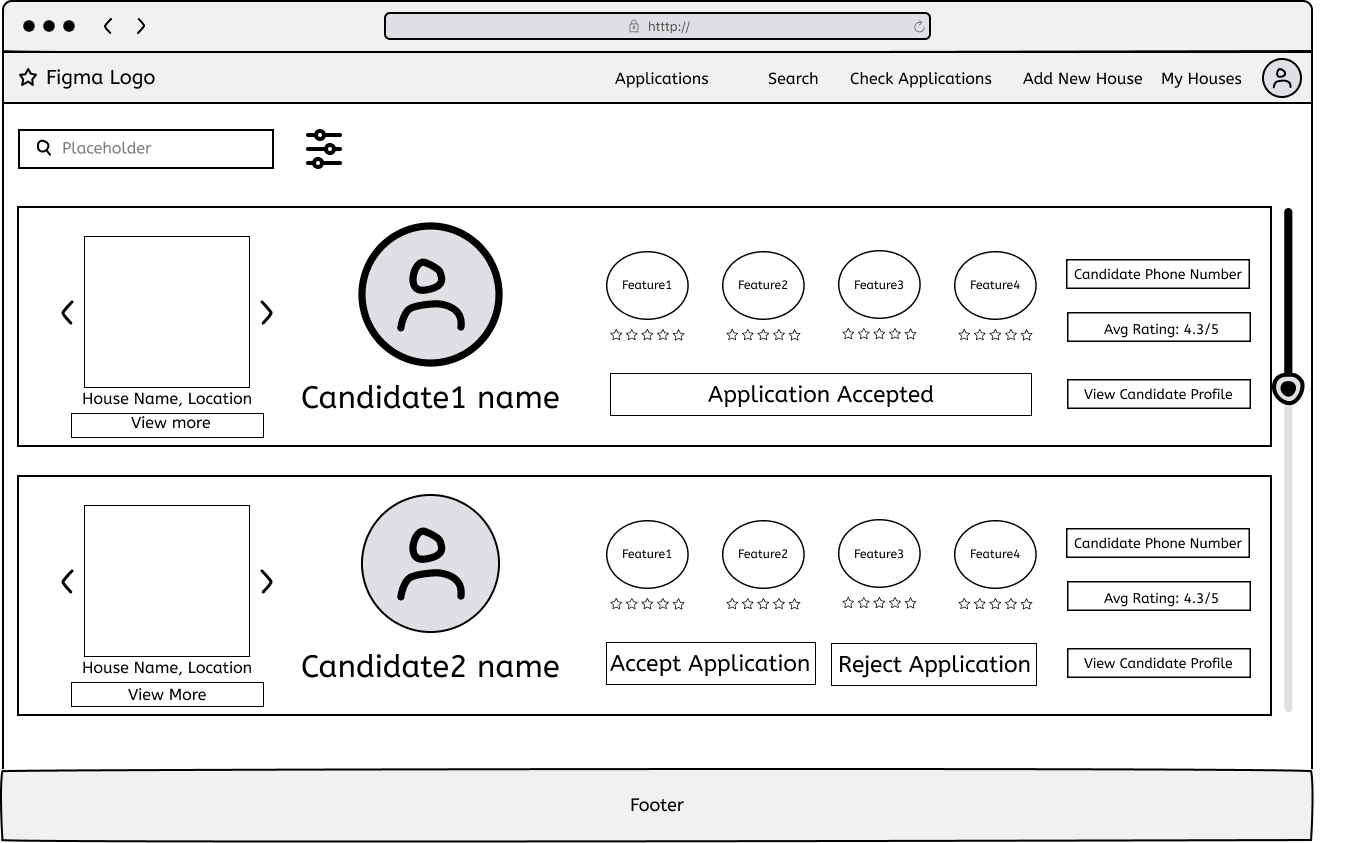 htttp://
Figma Logo
Applications
Search
Check Applications
Add New House
My Houses
Placeholder
Feature1
Feature2
Feature3
Feature4
Candidate Phone Number
Avg Rating: 4.3/5
House Name, Location
View more
Candidate1 name
Application Accepted
View Candidate Profile
Feature1
Feature2
Feature3
Feature4
Candidate Phone Number
Avg Rating: 4.3/5
House Name, Location
View More
Candidate2 name
Accept Application
Reject Application
View Candidate Profile
Footer